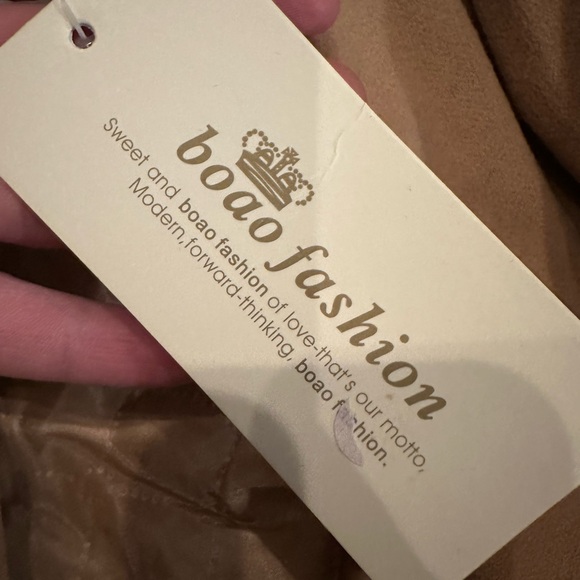 boao fashion
Sweet and boao fashion of love-that's our motto,
Modern,forward-thinking, boao fashion.